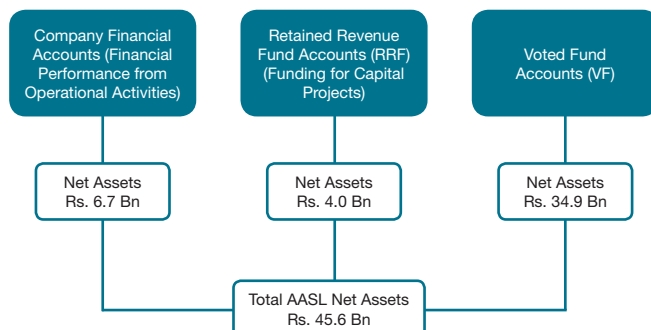 Company Financial
Accounts (Financial
Performance from
Operational Activities)
Retained Revenue
Fund Accounts (RRF)
(Funding for Capital
Projects)
Voted Fund
Accounts (VF)
Net Assets
Rs. 6.7 Bn
Net Assets
Rs. 4.0 Bn
Net Assets
Rs. 34.9 Bn
Total AASL Net Assets
Rs. 45.6 Bn